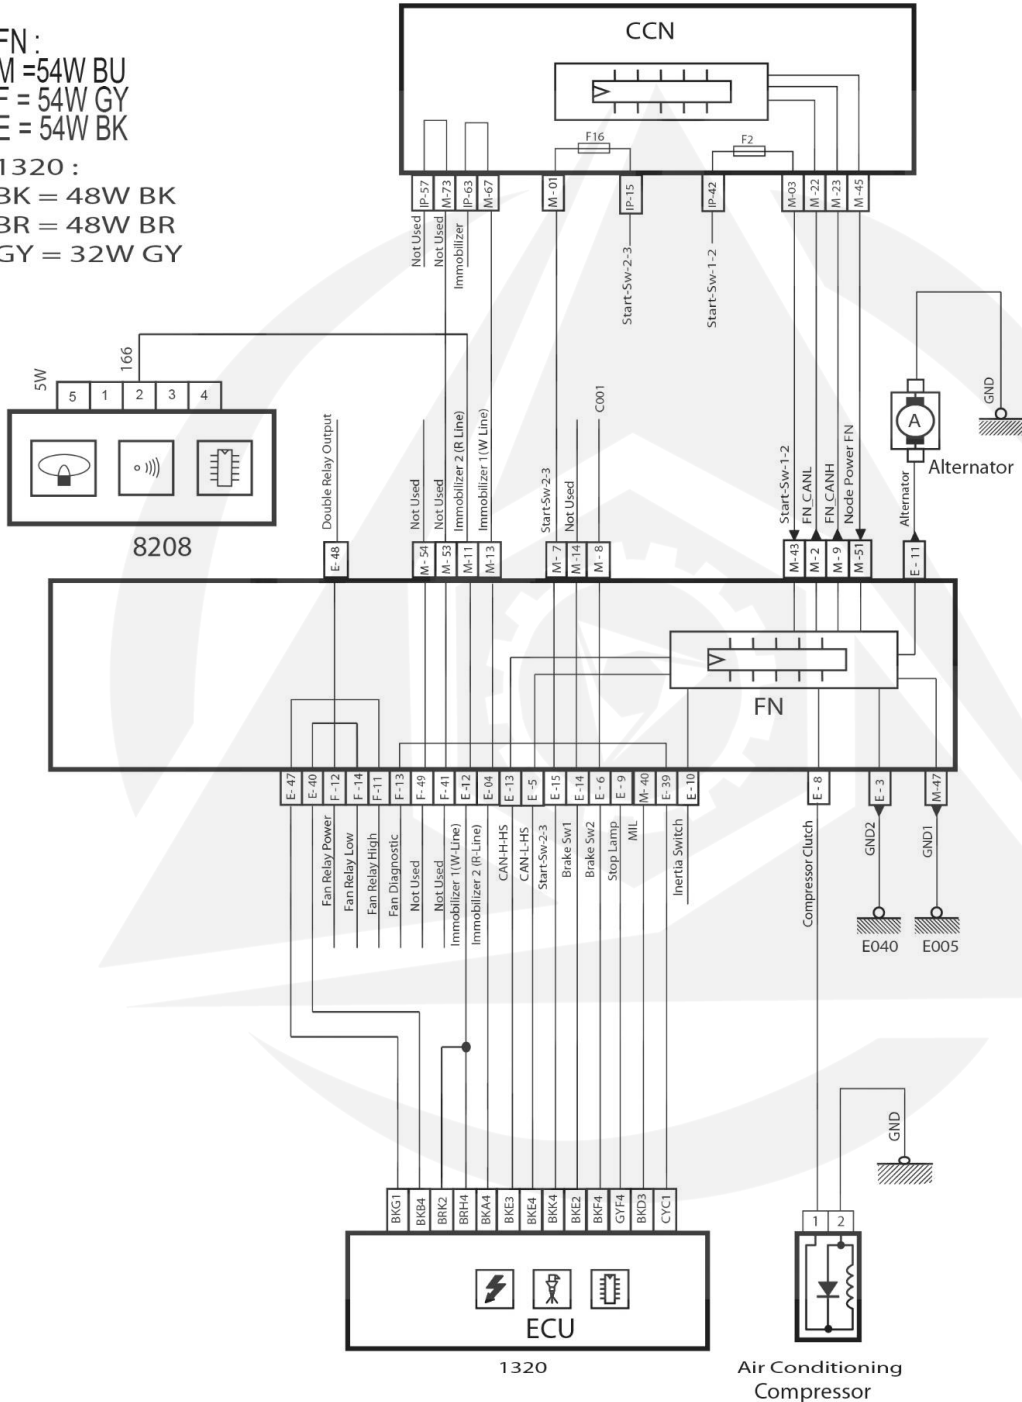 CCN
FN :
M =54W BU
F = 54W GY
E = 54W BK
1320 :
BK = 48W BK
BR = 48W BR
GY = 32W GY
F16
F2
IP-57
M-73
IP-63
M-67
M - 01
IP-15
IP-42
M-03
M -22
M-23
M -45
Not Used
Not Used
Immobilizer
Start-Sw-2-3
Start-Sw-1-2
5W
166
5
1
2
3
4
8208
GND
A
Alternator
Double Relay Output
Not Used
Not Used
Immobilizer 2 (R Line)
Immobilizer 1(W Line)
Start-Sw-2-3
Not Used
C001
Start-Sw-1-2
FN_CANL
FN_CANH
Node Power FN
Alternator
E- 48
M - 54
M - 53
M-11
M-13
M - 7
M -14
M - 8
M-43
M - 2
M - 9
M -51
E - 11
FN
E- 47
E- 40
F -12
F -14
F -11
F -13
F- 49
F - 41
E -12
E-04
E -13
E -5
E -15
E -14
E - 6
E - 9
M- 40
E -39
E -10
E - 8
E - 3
M-47
Fan Relay Power
Fan Relay Low
Fan Relay High
Fan Diagnostic
Not Used
Not Used
Immobilizer 1(W-Line)
Immobilizer 2 (R-Line)
CAN-H-HS
CAN-L-HS
Start-Sw-2-3
Brake Sw1
Brake Sw2
Stop Lamp
MIL
Inertia Switch
Compressor Clutch
GND2
GND1
E040
E005
GND
BKG1
BKB4
BRK2
BRH4
BKA4
BKE3
BKE4
BKK4
BKE2
BKF4
GYF4
BKD3
CYC1
1
2
ECU
1320
Air Conditioning
Compressor